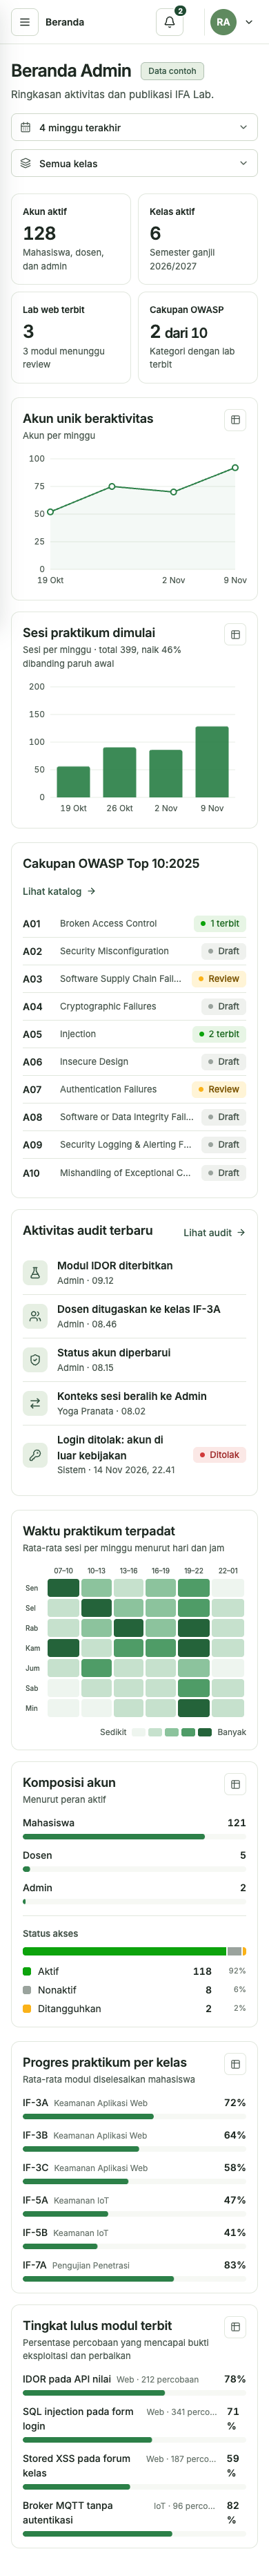 Beranda
2
RA
Beranda Admin
Data contoh
Ringkasan aktivitas dan publikasi IFA Lab.
4 minggu terakhir
Semua kelas
Akun aktif
128
Mahasiswa, dosen,
dan admin
Kelas aktif
6
Semester ganjil
2026/2027
Lab web terbit
3
3 modul menunggu
review
Cakupan OWASP
2 dari 10
Kategori dengan lab
terbit
Akun unik beraktivitas
Akun per minggu
100
75
50
25
0
19 Okt
2 Nov
9 Nov
Sesi praktikum dimulai
Sesi per minggu · total 399, naik 46%
dibanding paruh awal
200
150
100
50
0
19 Okt
26 Okt
2 Nov
9 Nov
Cakupan OWASP Top 10:2025
Lihat katalog →
A01 Broken Access Control 1 terbit
A02 Security Misconfiguration Draft
A03 Software Supply Chain Fail... Review
A04 Cryptographic Failures Draft
A05 Injection 2 terbit
A06 Insecure Design Draft
A07 Authentication Failures Review
A08 Software or Data Integrity Fail... Draft
A09 Security Logging & Alerting F... Draft
A10 Mishandling of Exceptional C... Draft
Aktivitas audit terbaru
Lihat audit →
Modul IDOR diterbitkan
Admin · 09.12
Dosen ditugaskan ke kelas IF-3A
Admin · 08.46
Status akun diperbarui
Admin · 08.15
Konteks sesi beralih ke Admin
Yoga Pranata · 08.02
Login ditolak: akun di
luar kebijakan
Sistem · 14 Nov 2026, 22.41
Ditolak
Waktu praktikum terpadat
Rata-rata sesi per minggu menurut hari dan jam
07–10 10–13 13–16 16–19 19–22 22–01
Sen
Sel
Rab
Kam
Jum
Sab
Min
Sedikit
Banyak
Komposisi akun
Menurut peran aktif
Mahasiswa 121
Dosen 5
Admin 2
Status akses
Aktif 118 92%
Nonaktif 8 6%
Ditangguhkan 2 2%
Progres praktikum per kelas
Rata-rata modul diselesaikan mahasiswa
IF-3A Keamanan Aplikasi Web 72%
IF-3B Keamanan Aplikasi Web 64%
IF-3C Keamanan Aplikasi Web 58%
IF-5A Keamanan IoT 47%
IF-5B Keamanan IoT 41%
IF-7A Pengujian Penetrasi 83%
Tingkat lulus modul terbit
Persentase percobaan yang mencapai bukti
eksploitasi dan perbaikan
IDOR pada API nilai Web · 212 percobaan 78%
SQL injection pada form Web · 341 perco... 71
login %
Stored XSS pada forum Web · 187 perco... 59
kelas %
Broker MQTT tanpa IoT · 96 perco... 82
autentikasi %